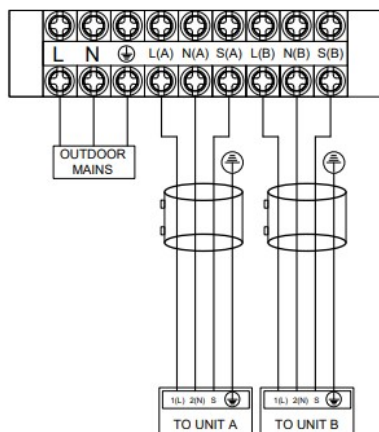 L N L(A) N(A) S(A) L(B) N(B) S(B)
OUTDOOR
MAINS
1(L) 2(N) S
TO UNIT A
1(L) 2(N) S
TO UNIT B